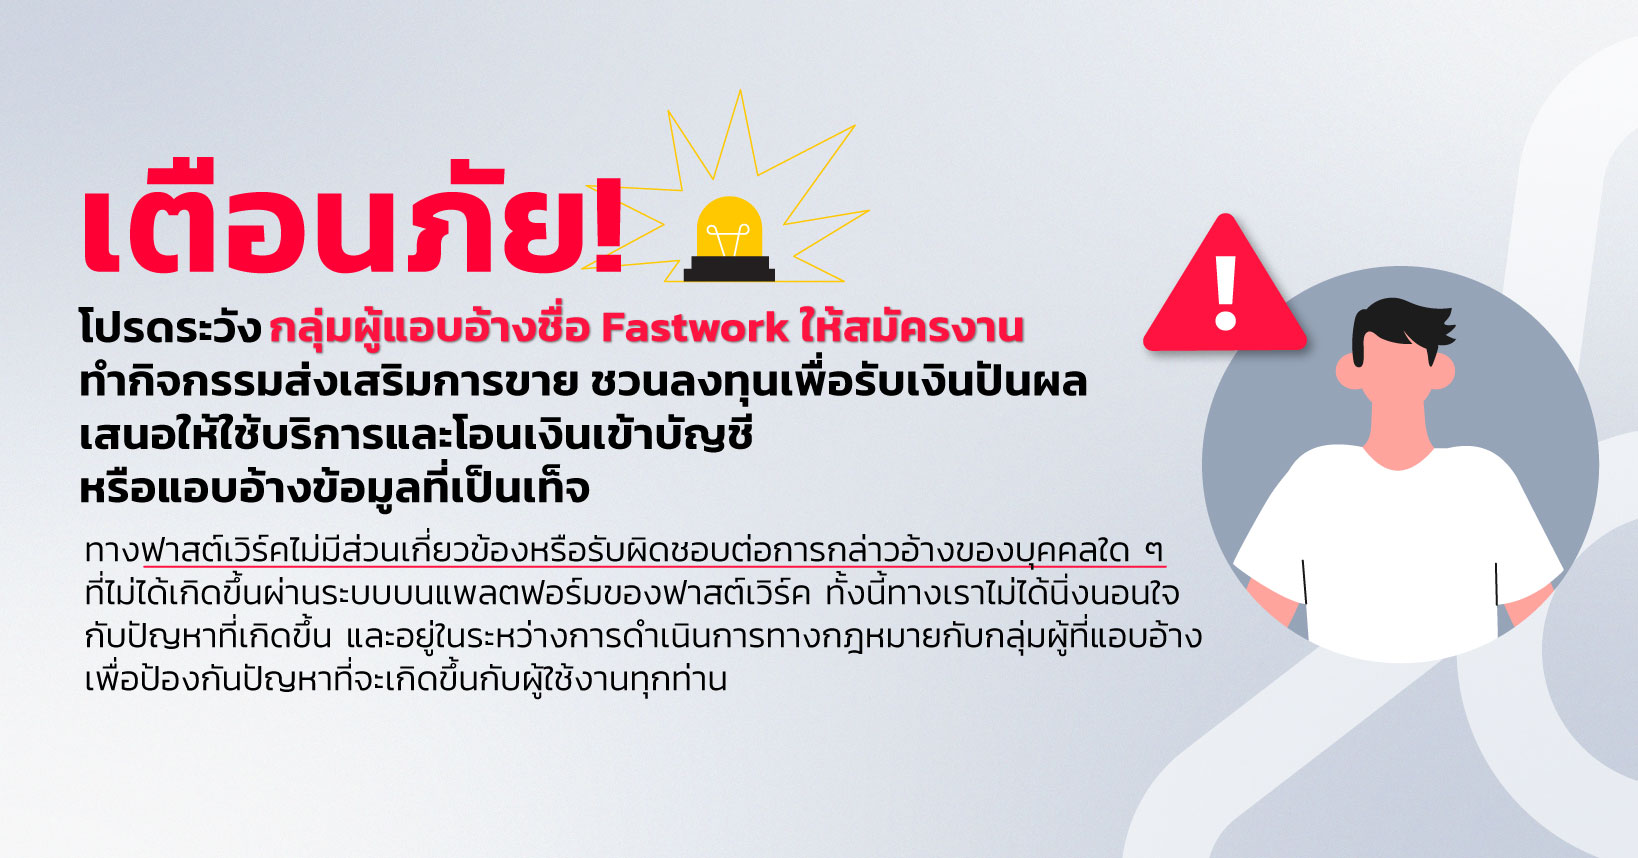 เตือนภัย!
โปรดระวัง กลุ่มผู้แอบอ้างชื่อ Fastwork ให้สมัครงาน
ทำกิจกรรมส่งเสริมการขาย ชวนลงทุนเพื่อรับเงินปันผล
เสนอให้ใช้บริการและโอนเงินเข้าบัญชี
หรือแอบอ้างข้อมูลที่เป็นเท็จ
ทางฟาสต์เวิร์คไม่มีส่วนเกี่ยวข้องหรือรับผิดชอบต่อการกล่าวอ้างของบุคคลใด ๆ
ที่ไม่ได้เกิดขึ้นผ่านระบบบนแพลตฟอร์มของฟาสต์เวิร์ค ทั้งนี้ทางเราไม่ได้นิ่งนอนใจ
กับปัญหาที่เกิดขึ้น และอยู่ในระหว่างการดำเนินการทางกฎหมายกับกลุ่มผู้ที่แอบอ้าง
เพื่อป้องกันปัญหาที่จะเกิดขึ้นกับผู้ใช้งานทุกท่าน